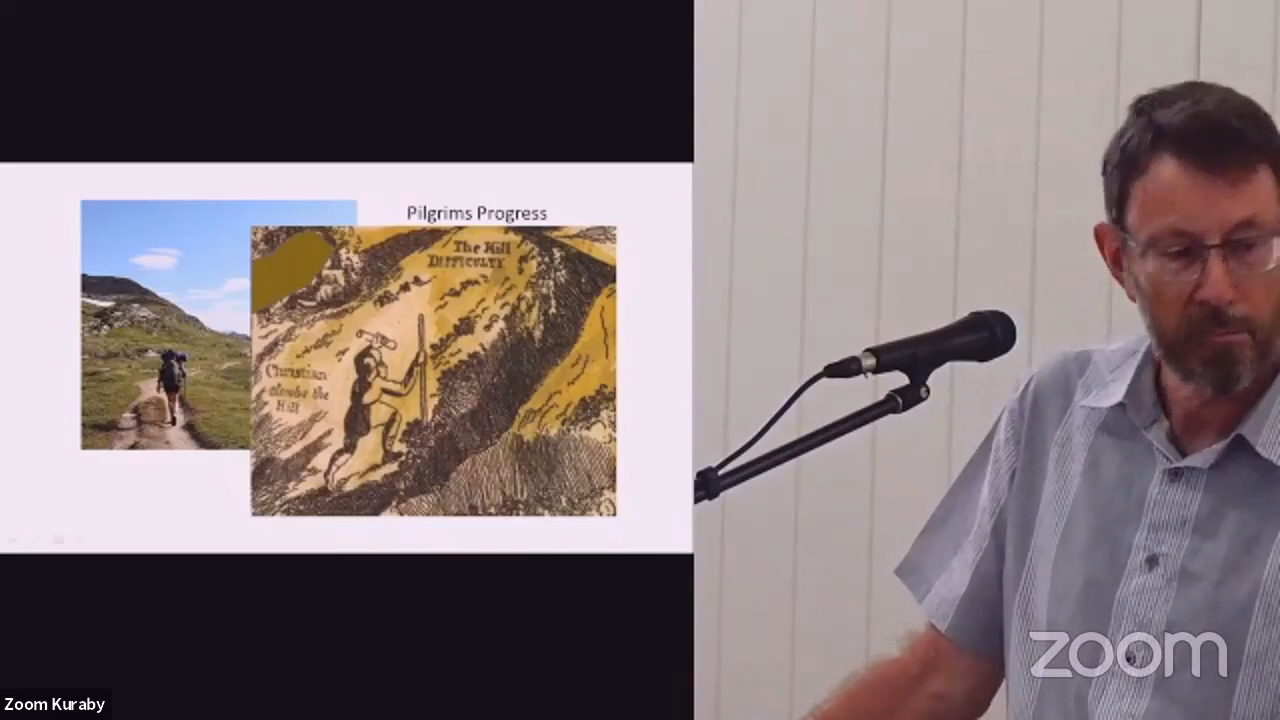 Pilgrims Progress
The Hill
DIFFICULTY
Christian
climbs the
Hill
zoom
Zoom Kuraby